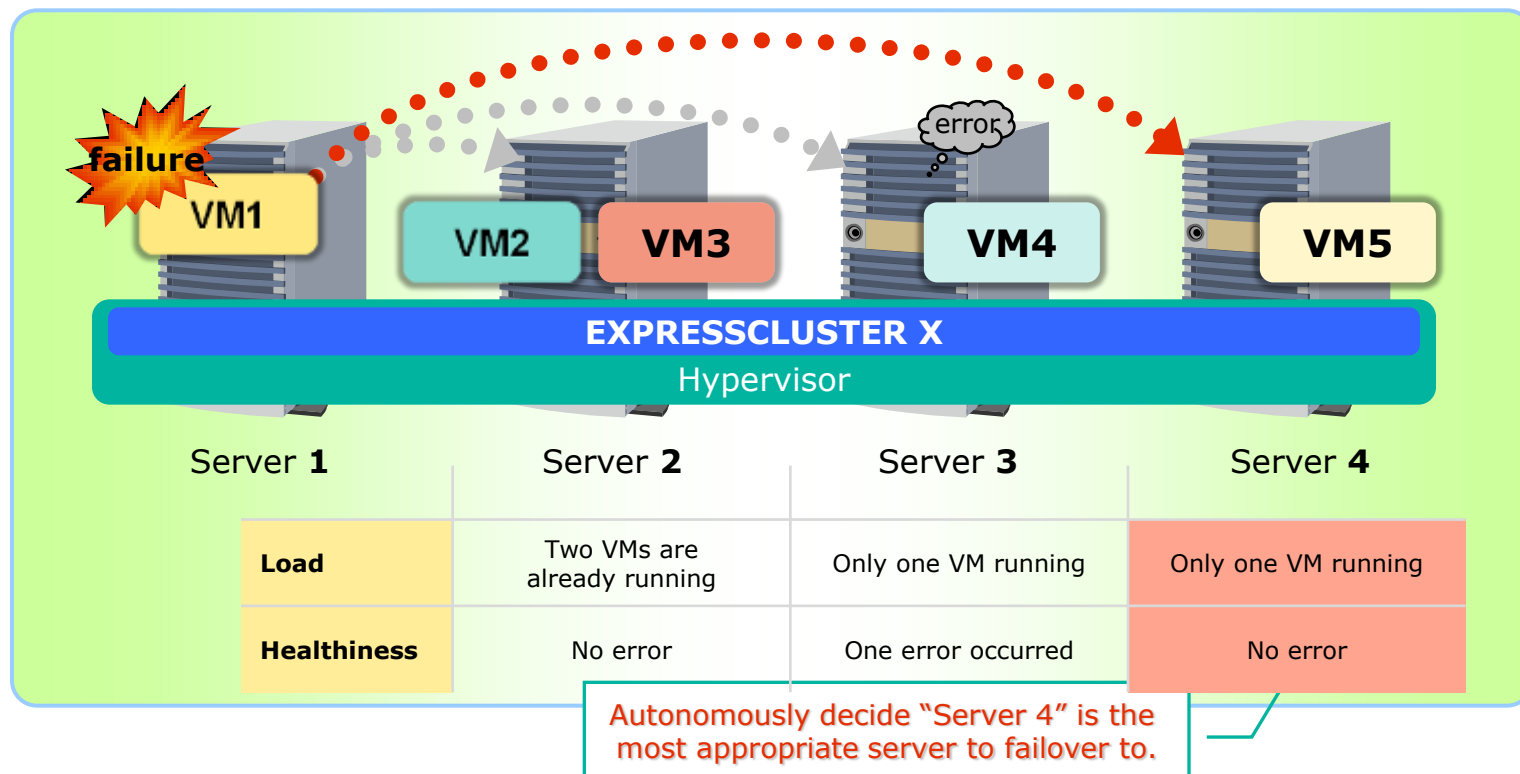 failure
error
VM1
VM2
VM3
VM4
VM5
EXPRESSCLUSTER X
Hypervisor
Server 1
Server 2
Server 3
Server 4
Load
Two VMs are
already running
Only one VM running
Only one VM running
Healthiness
No error
One error occurred
No error
Autonomously decide “Server 4” is the
most appropriate server to failover to.